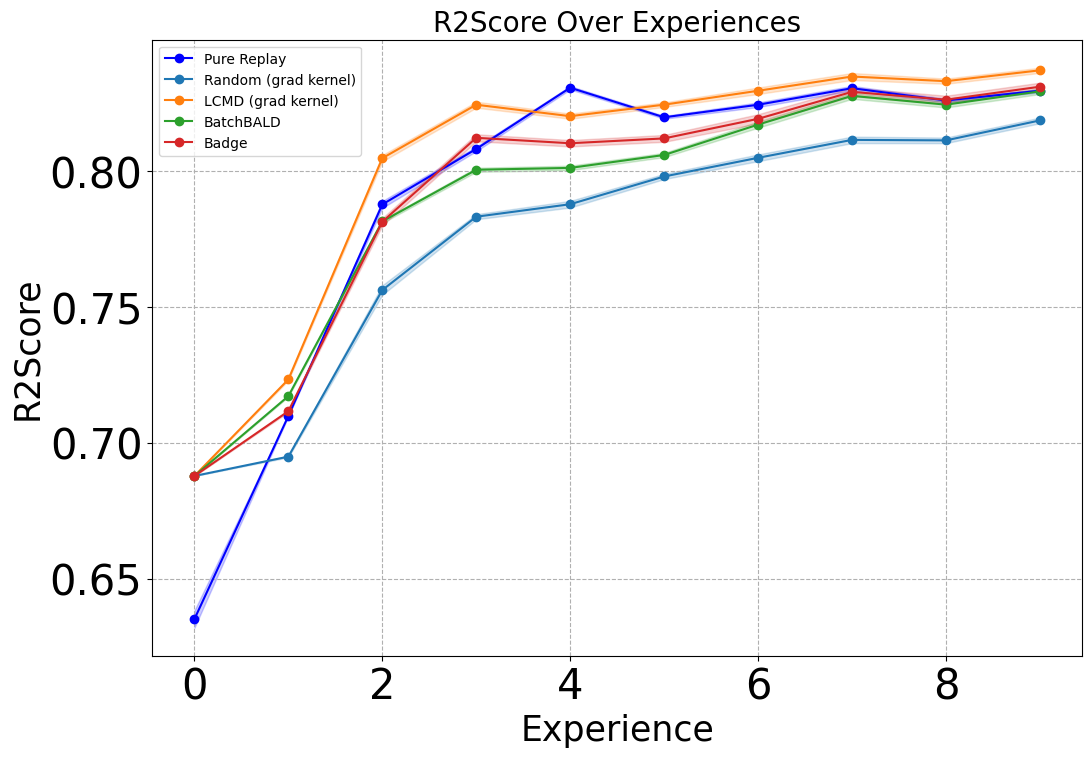 R2Score Over Experiences
Pure Replay
Random (grad kernel)
LCMD (grad kernel)
BatchBALD
Badge
0.80
0.75
0.70
0.65
R2Score
0 2 4 6 8
Experience